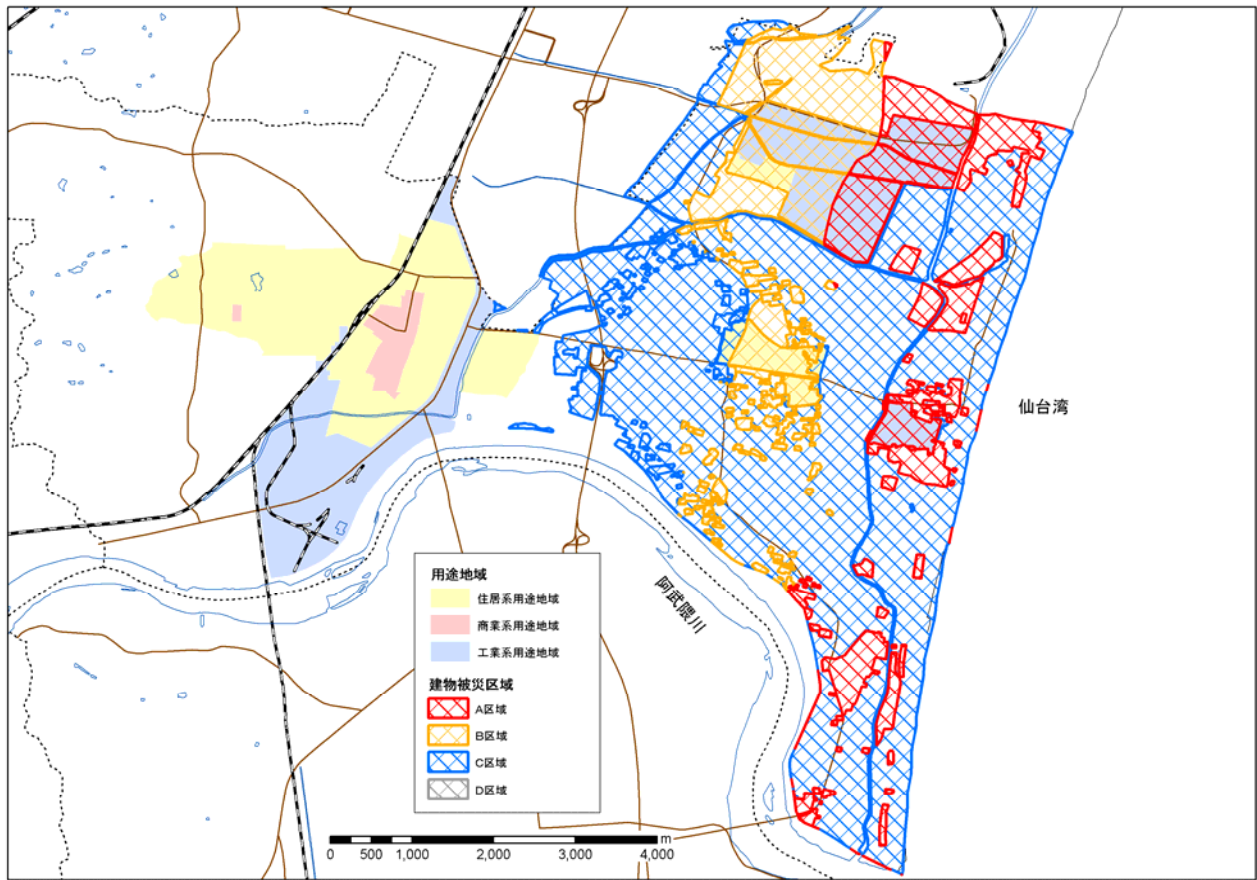 仙台湾
阿武隈川
用途地域
住居系用途地域
商業系用途地域
工業系用途地域
建物被災区域
A区域
B区域
C区域
D区域
m
0 500 1,000 2,000 3,000 4,000